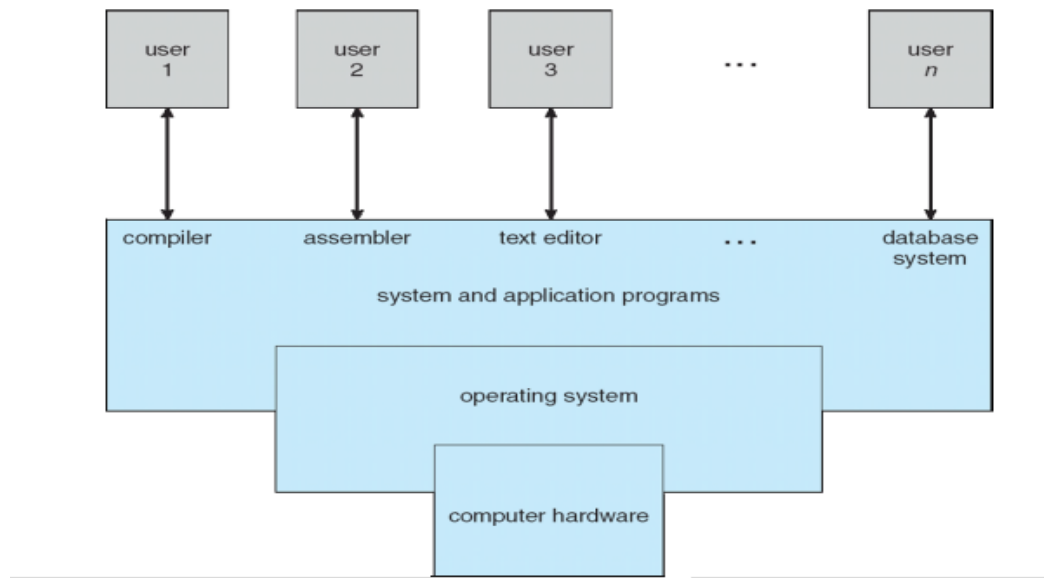 user
1
user
2
user
3
...
user
n
compiler
assembler
text editor
...
database
system
system and application programs
operating system
computer hardware